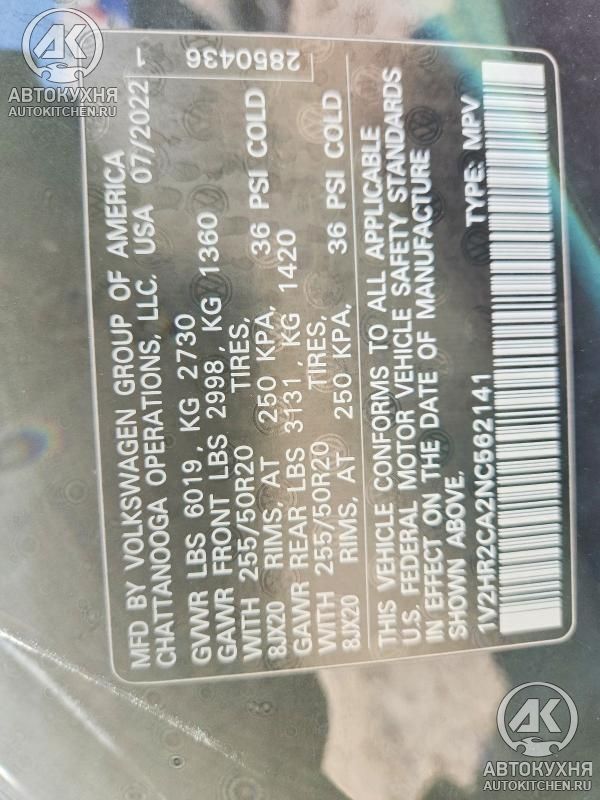 MFD BY VOLKSWAGEN GROUP OF AMERICA
CHATTANOOGA OPERATIONS, LLC. USA 07/2022
GVWR LBS 6019, KG 2730
GAWR FRONT LBS 2998, KG 1360
WITH 255/50R20 TIRES,
8JX20 RIMS, AT 250 KPA, 36 PSI COLD
GAWR REAR LBS 3131, KG 1420
WITH 255/50R20 TIRES,
8JX20 RIMS, AT 250 KPA, 36 PSI COLD
THIS VEHICLE CONFORMS TO ALL APPLICABLE
U.S. FEDERAL MOTOR VEHICLE SAFETY STANDARDS
IN EFFECT ON THE DATE OF MANUFACTURE
SHOWN ABOVE.
1V2HR2CA2NC562141 TYPE: MPV
2850436
АК
АВТОКУХНЯ
AUTOKITCHEN.RU
АК
АВТОКУХНЯ
AUTOKITCHEN.RU